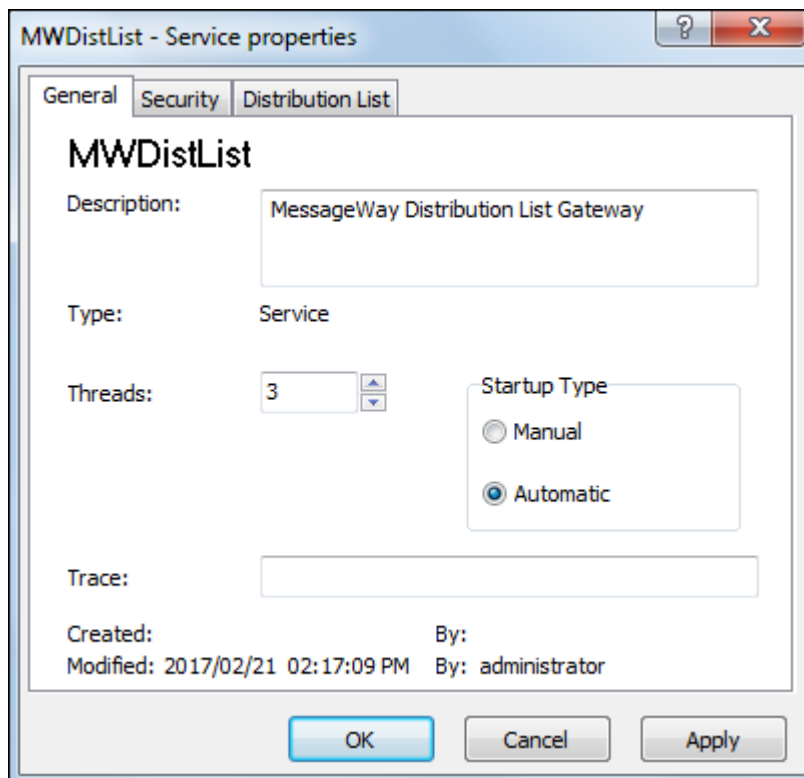 MWDistList - Service properties
?
General Security Distribution List
MWDistList
Description: MessageWay Distribution List Gateway
Type: Service
Threads: 3
Startup Type
Manual
Automatic
Trace:
Created: By:
Modified: 2017/02/21 02:17:09 PM By: administrator
OK Cancel Apply